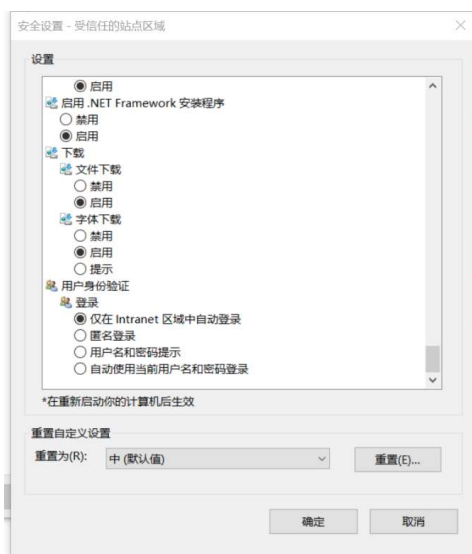 安全设置 - 受信任的站点区域
设置
启用
启用 .NET Framework 安装程序
禁用
启用
下载
文件下载
禁用
启用
字体下载
禁用
启用
提示
用户身份验证
登录
仅在 Intranet 区域中自动登录
匿名登录
用户名和密码提示
自动使用当前用户名和密码登录
*在重新启动你的计算机后生效
重置自定义设置
重置为(R):  中 (默认值)  重置(E)...
确定  取消